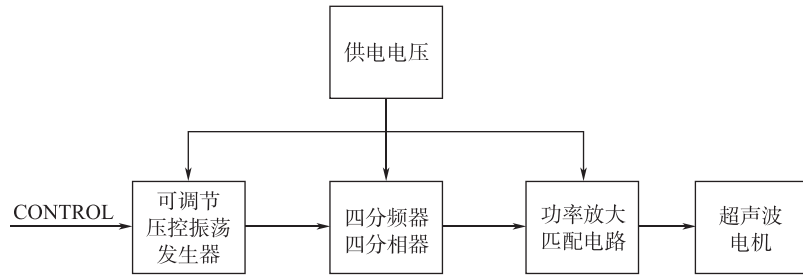 供电电压
CONTROL
可调节
压控振荡
发生器
四分频器
四分相器
功率放大
匹配电路
超声波
电机